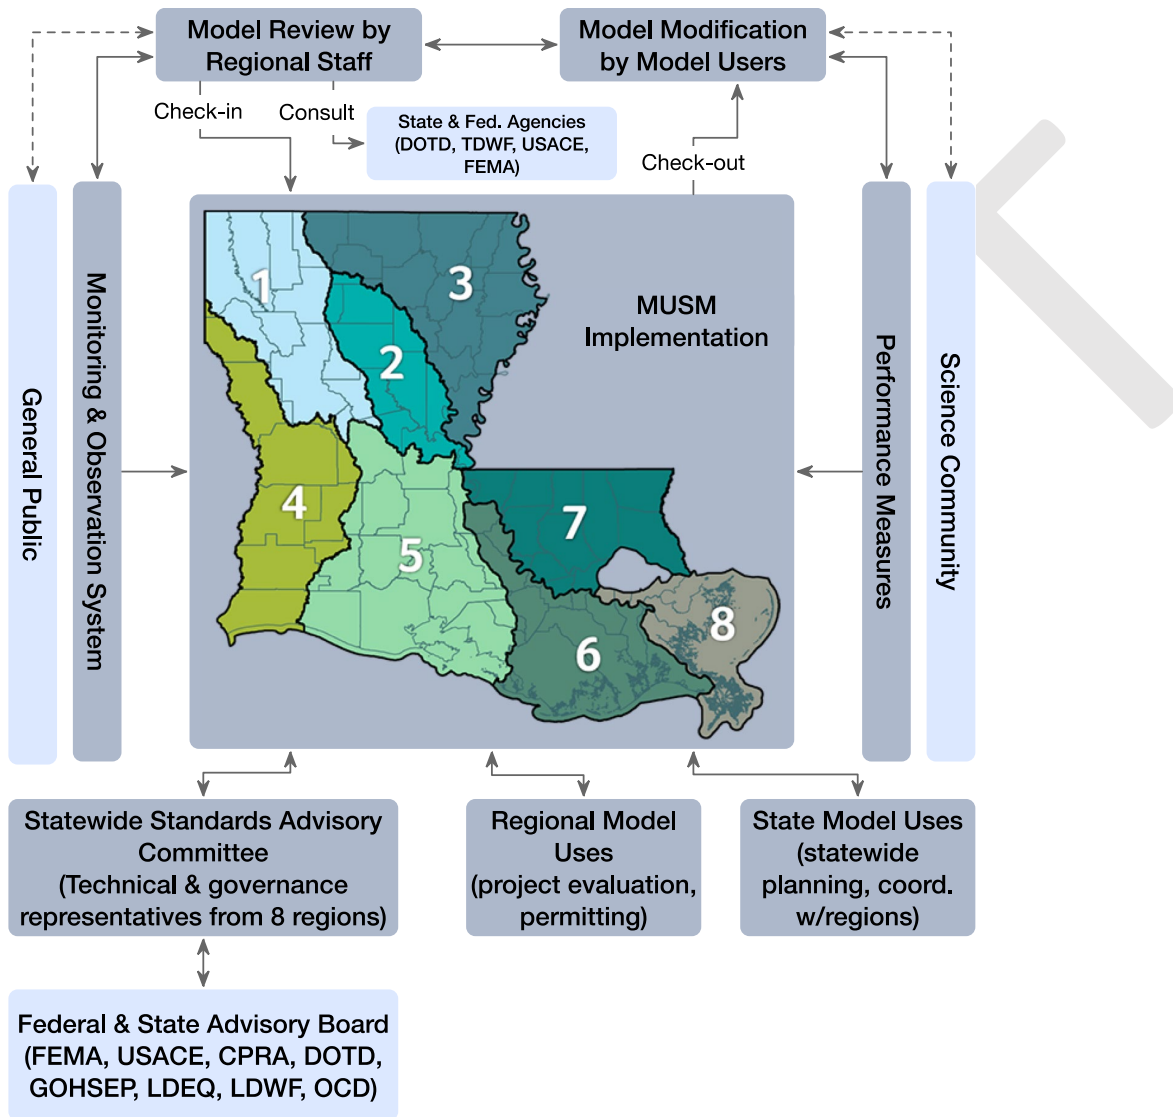 Model Review by
Regional Staff
Model Modification
by Model Users
Check-in
Consult
State & Fed. Agencies
(DOTD, TDWF, USACE,
FEMA)
Check-out
General Public
Monitoring & Observation System
1
2
3
4
5
6
7
8
MUSM
Implementation
Performance Measures
Science Community
Statewide Standards Advisory
Committee
(Technical & governance
representatives from 8 regions)
Regional Model
Uses
(project evaluation,
permitting)
State Model Uses
(statewide
planning, coord.
w/regions)
Federal & State Advisory Board
(FEMA, USACE, CPRA, DOTD,
GOHSEP, LDEQ, LDWF, OCD)